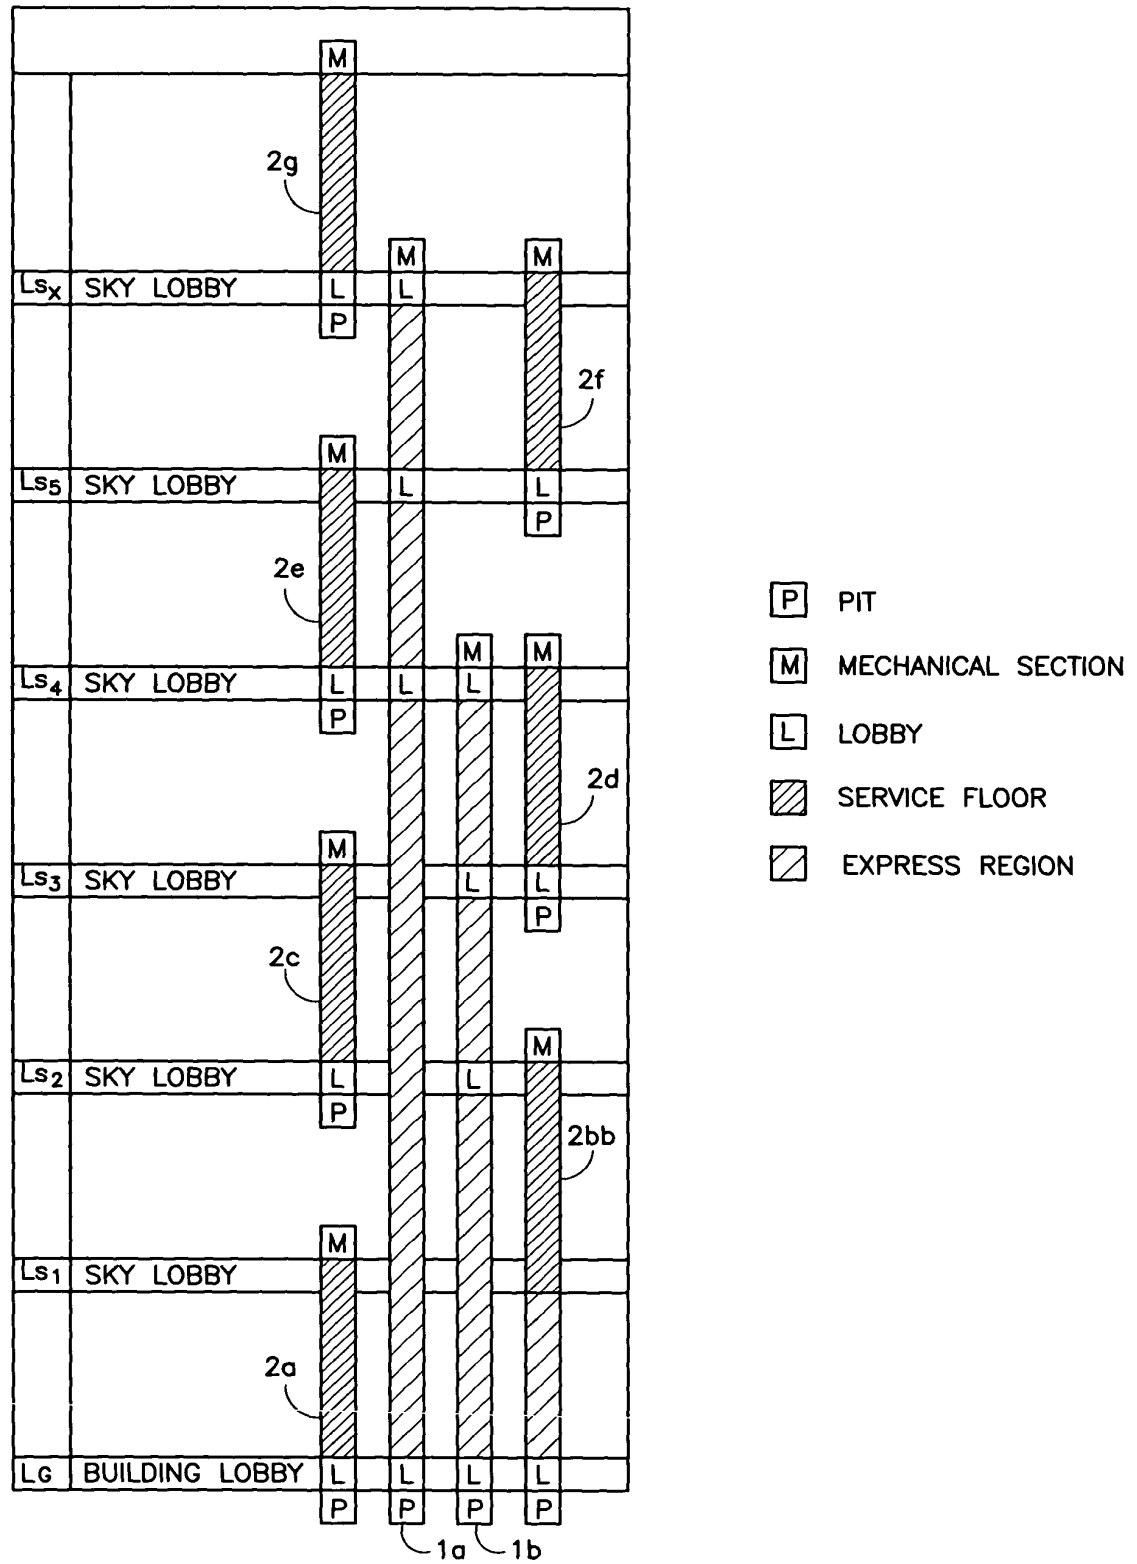 M
2g
M M
LsX SKY LOBBY L L
P
2f
M
Ls5 SKY LOBBY L L
P
2e
P PIT
M M
M MECHANICAL SECTION
Ls4 SKY LOBBY L L L
P
L LOBBY
2d
SERVICE FLOOR
M
EXPRESS REGION
Ls3 SKY LOBBY L L
P
2c
M
Ls2 SKY LOBBY L L
P
2bb
M
Ls1 SKY LOBBY
2a
LG BUILDING LOBBY L L L L
P P P P
1a 1b